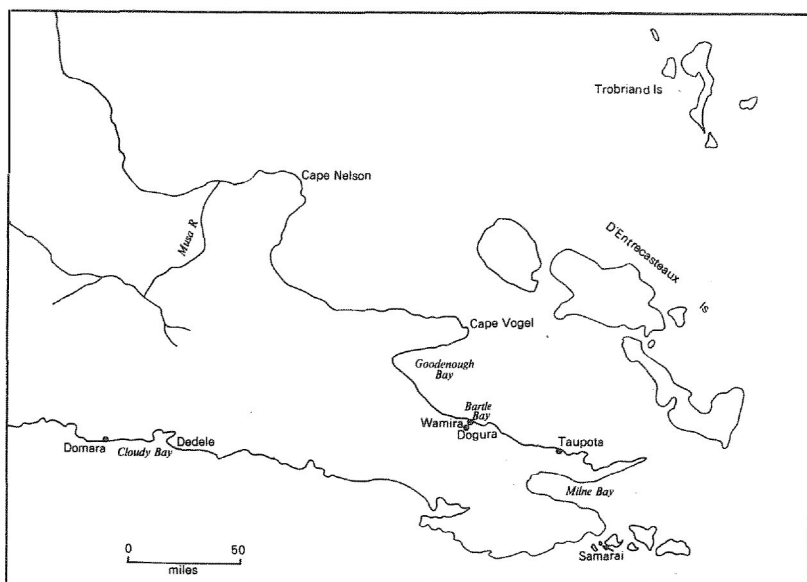 Trobriand Is
Cape Nelson
Musa R
D'Entrecasteaux
Is
Cape Vogel
Goodenough
Bay
Bartle
Bay
Wamira
Dogura
Taupota
Domara
Cloudy Bay
Dedele
Milne Bay
Samarai
0 50
miles